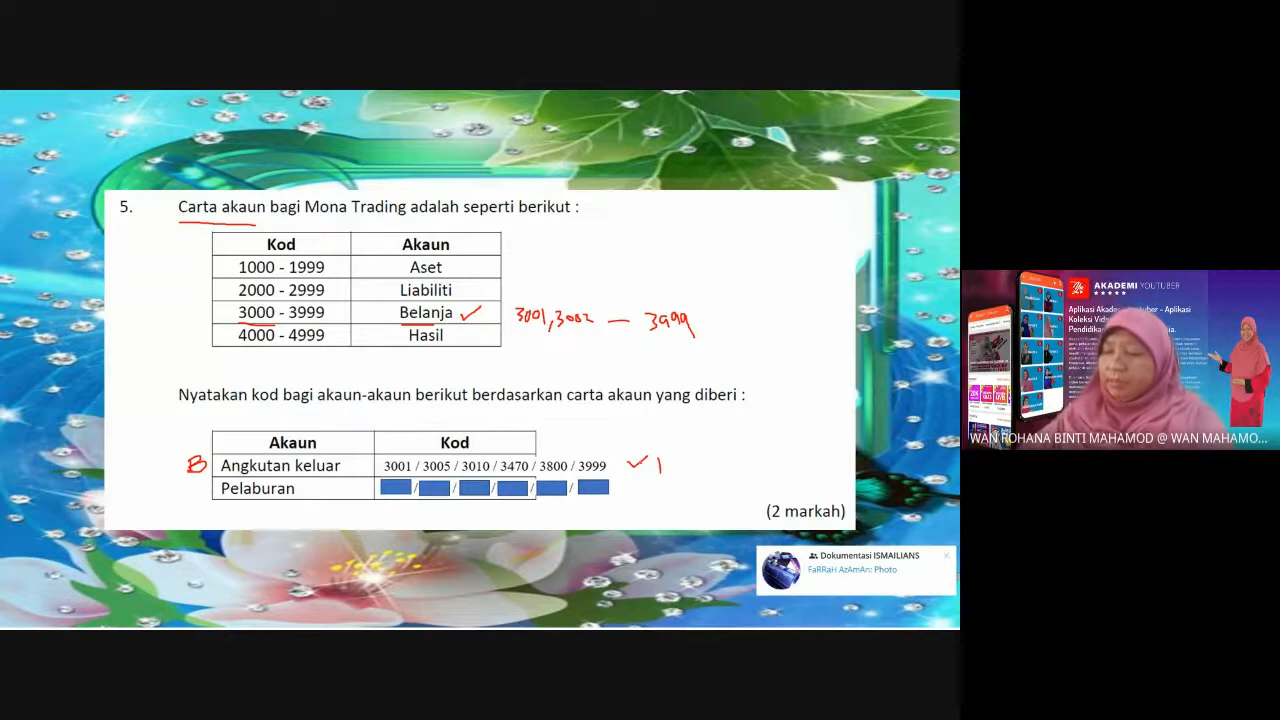 5. Carta akaun bagi Mona Trading adalah seperti berikut :
Kod Akaun
1000 - 1999 Aset
2000 - 2999 Liabiliti
3000 - 3999 Belanja 3001, 3002 — 3999
4000 - 4999 Hasil
Nyatakan kod bagi akaun-akaun berikut berdasarkan carta akaun yang diberi :
Akaun Kod
B Angkutan keluar 3001 / 3005 / 3010 / 3470 / 3800 / 3999 ✓ 1
Pelaburan / / / / /
(2 markah)
Dokumentasi ISMAILIANS
FaRRaH AzAmAn: Photo
AKADEMI YOUTUBER
WAN ROHANA BINTI MAHAMOD @ WAN MAHAMO...